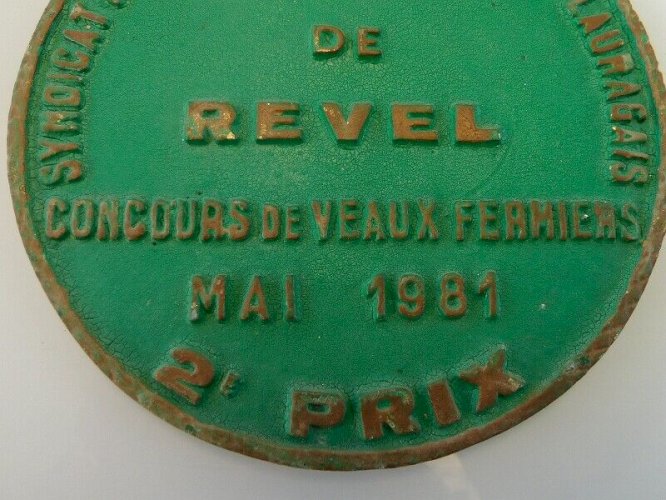 SYNDICAT
LAURAGAIS
DE
REVEL
CONCOURS DE VEAUX FERMIERS
MAI 1981
2E PRIX